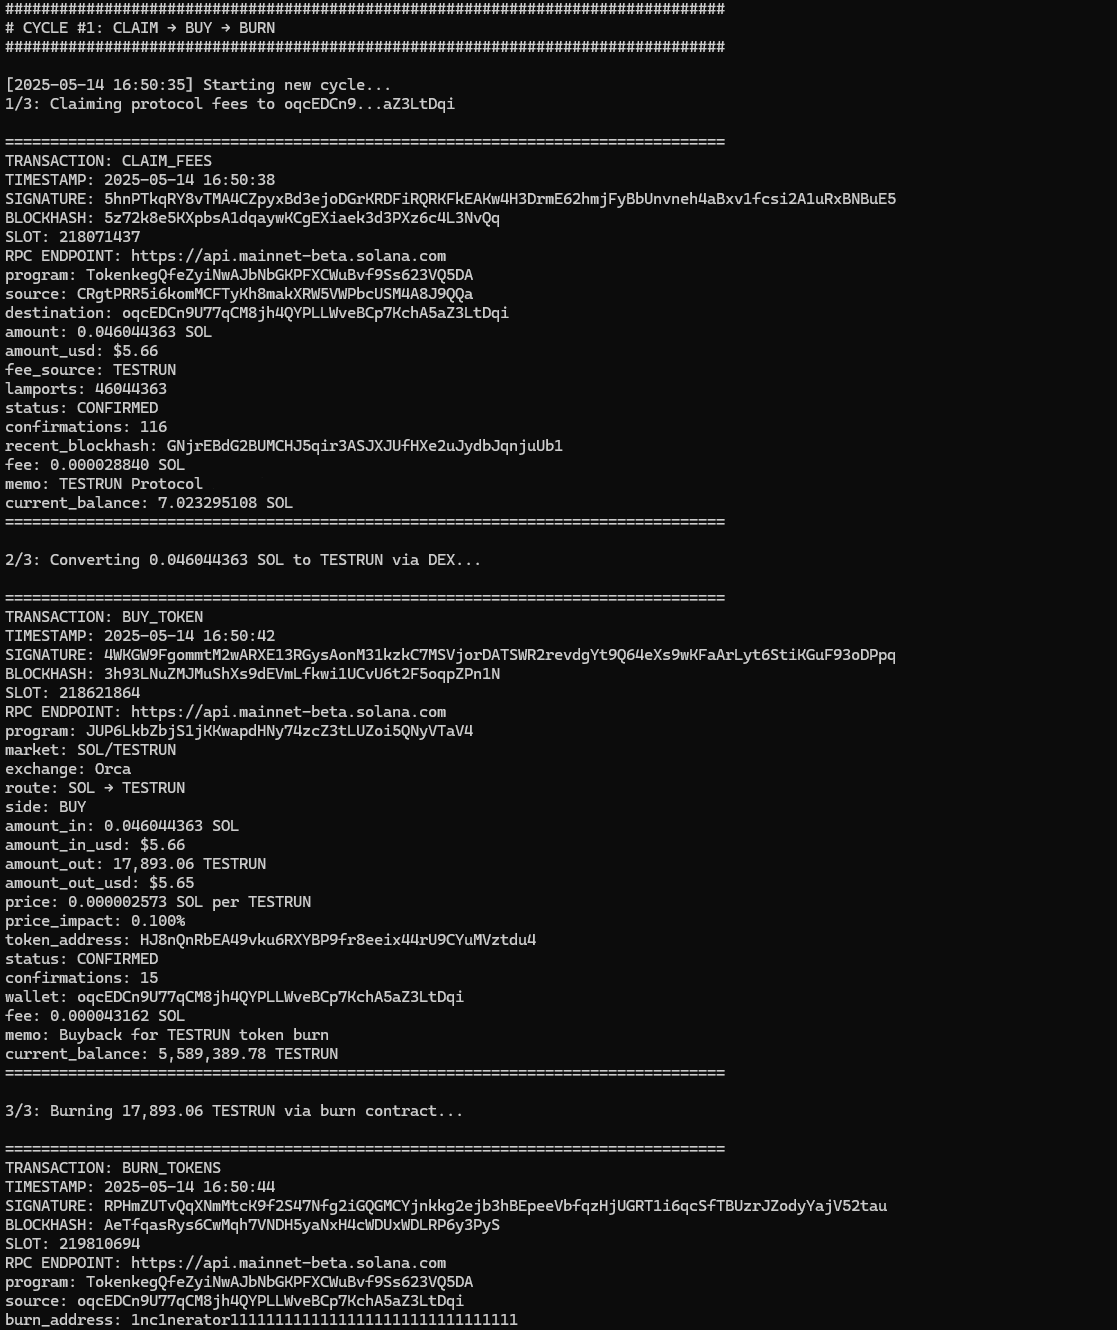 ################################################################################
# CYCLE #1: CLAIM → BUY → BURN
################################################################################
[2025-05-14 16:50:35] Starting new cycle...
1/3: Claiming protocol fees to oqcEDCn9...aZ3LtDqi
================================================================================
TRANSACTION: CLAIM_FEES
TIMESTAMP: 2025-05-14 16:50:38
SIGNATURE: 5hnPTkqRY8vTMA4CZpyxBd3ejoDGrKRDFiRQRKFkEAKw4H3DrmE62hmjFyBbUnvneh4aBxv1fcsi2A1uRxBNBuE5
BLOCKHASH: 5z72k8e5KXpbsA1dqaywKCgEXiaek3d3PXz6c4L3NvQq
SLOT: 218071437
RPC ENDPOINT: https://api.mainnet-beta.solana.com
program: TokenkegQfeZyiNwAJbNbGKPFXCWuBvf9Ss623VQ5DA
source: CRgtPRR5i6komMCFTyKh8makXRW5VWPbcUSM4A8J9QQa
destination: oqcEDCn9U77qCM8jh4QYPLLWveBCp7KchA5aZ3LtDqi
amount: 0.046044363 SOL
amount_usd: $5.66
fee_source: TESTRUN
lamports: 46044363
status: CONFIRMED
confirmations: 116
recent_blockhash: GNjrEBdG2BUMCHJ5qir3ASJXJUfHXe2uJydbJqnjuUb1
fee: 0.000028840 SOL
memo: TESTRUN Protocol
current_balance: 7.023295108 SOL
================================================================================
2/3: Converting 0.046044363 SOL to TESTRUN via DEX...
================================================================================
TRANSACTION: BUY_TOKEN
TIMESTAMP: 2025-05-14 16:50:42
SIGNATURE: 4WKGW9FgommtM2wARXE13RGysAonM31kzkC7MSVjorDATSWR2revdgYt9Q64eXs9wKFaArLyt6StiKGuF93oDPpq
BLOCKHASH: 3h93LNuZMJMuShXs9dEVmLfkwi1UCvU6t2F5oqpZPn1N
SLOT: 218621864
RPC ENDPOINT: https://api.mainnet-beta.solana.com
program: JUP6LkbZbjS1jKKwapdHNy74zcZ3tLUZoi5QNyVTaV4
market: SOL/TESTRUN
exchange: Orca
route: SOL → TESTRUN
side: BUY
amount_in: 0.046044363 SOL
amount_in_usd: $5.66
amount_out: 17,893.06 TESTRUN
amount_out_usd: $5.65
price: 0.000002573 SOL per TESTRUN
price_impact: 0.100%
token_address: HJ8nQnRbEA49vku6RXYBP9fr8eeix44rU9CYuMVztdu4
status: CONFIRMED
confirmations: 15
wallet: oqcEDCn9U77qCM8jh4QYPLLWveBCp7KchA5aZ3LtDqi
fee: 0.000043162 SOL
memo: Buyback for TESTRUN token burn
current_balance: 5,589,389.78 TESTRUN
================================================================================
3/3: Burning 17,893.06 TESTRUN via burn contract...
================================================================================
TRANSACTION: BURN_TOKENS
TIMESTAMP: 2025-05-14 16:50:44
SIGNATURE: RPHmZUTvQqXNmMtcK9f2S47Nfg2iGQGMCYjnkkg2ejb3hBEpeeVbfqzHjUGRT1i6qcSfTBUzrJZodyYajV52tau
BLOCKHASH: AeTfqasRys6CwMqh7VNDH5yaNxH4cWDUxWDLRP6y3PyS
SLOT: 219810694
RPC ENDPOINT: https://api.mainnet-beta.solana.com
program: TokenkegQfeZyiNwAJbNbGKPFXCWuBvf9Ss623VQ5DA
source: oqcEDCn9U77qCM8jh4QYPLLWveBCp7KchA5aZ3LtDqi
burn_address: 1nc1nerator11111111111111111111111111111111